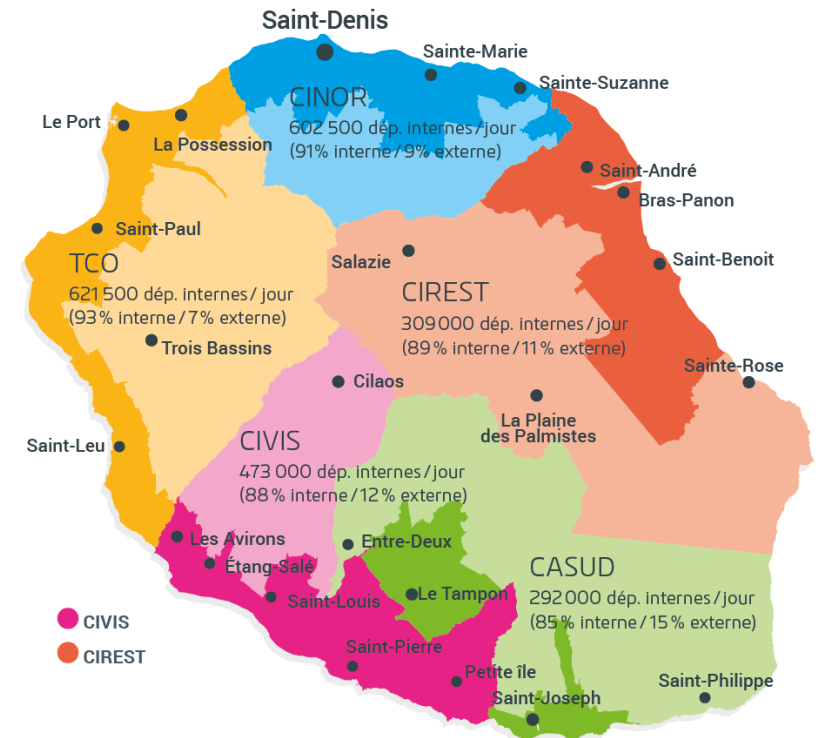 Saint-Denis
Sainte-Marie
Sainte-Suzanne
CINOR
602 500 dép. internes/jour
(91% interne/9% externe)
Le Port
La Possession
Saint-André
Bras-Panon
Saint-Paul
TCO
621 500 dép. internes/jour
(93% interne/7% externe)
Trois Bassins
Salazie
CIREST
309 000 dép. internes/jour
(89% interne/11% externe)
Saint-Benoit
Sainte-Rose
Cilaos
La Plaine
des Palmistes
Saint-Leu
CIVIS
473 000 dép. internes/jour
(88% interne/12% externe)
Les Avirons
Étang-Salé
Saint-Louis
Entre-Deux
Le Tampon
CASUD
292 000 dép. internes/jour
(85% interne/15% externe)
Saint-Pierre
Petite île
Saint-Joseph
Saint-Philippe
CIVIS
CIREST